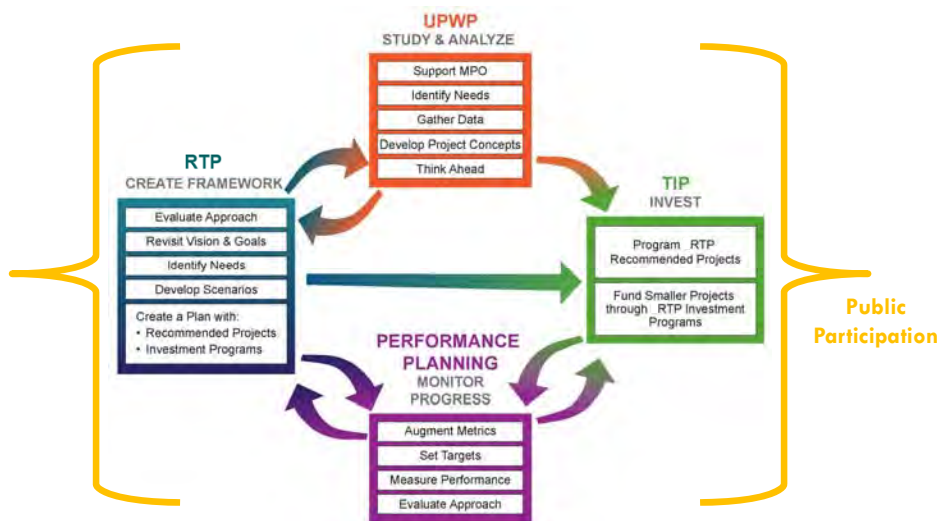 UPWP
STUDY & ANALYZE
Support MPO
Identify Needs
Gather Data
Develop Project Concepts
Think Ahead
RTP
CREATE FRAMEWORK
Evaluate Approach
Revisit Vision & Goals
Identify Needs
Develop Scenarios
Create a Plan with:
• Recommended Projects
• Investment Programs
TIP
INVEST
Program RTP
Recommended Projects
Fund Smaller Projects
through RTP Investment
Programs
PERFORMANCE
PLANNING
MONITOR
PROGRESS
Augment Metrics
Set Targets
Measure Performance
Evaluate Approach
Public
Participation